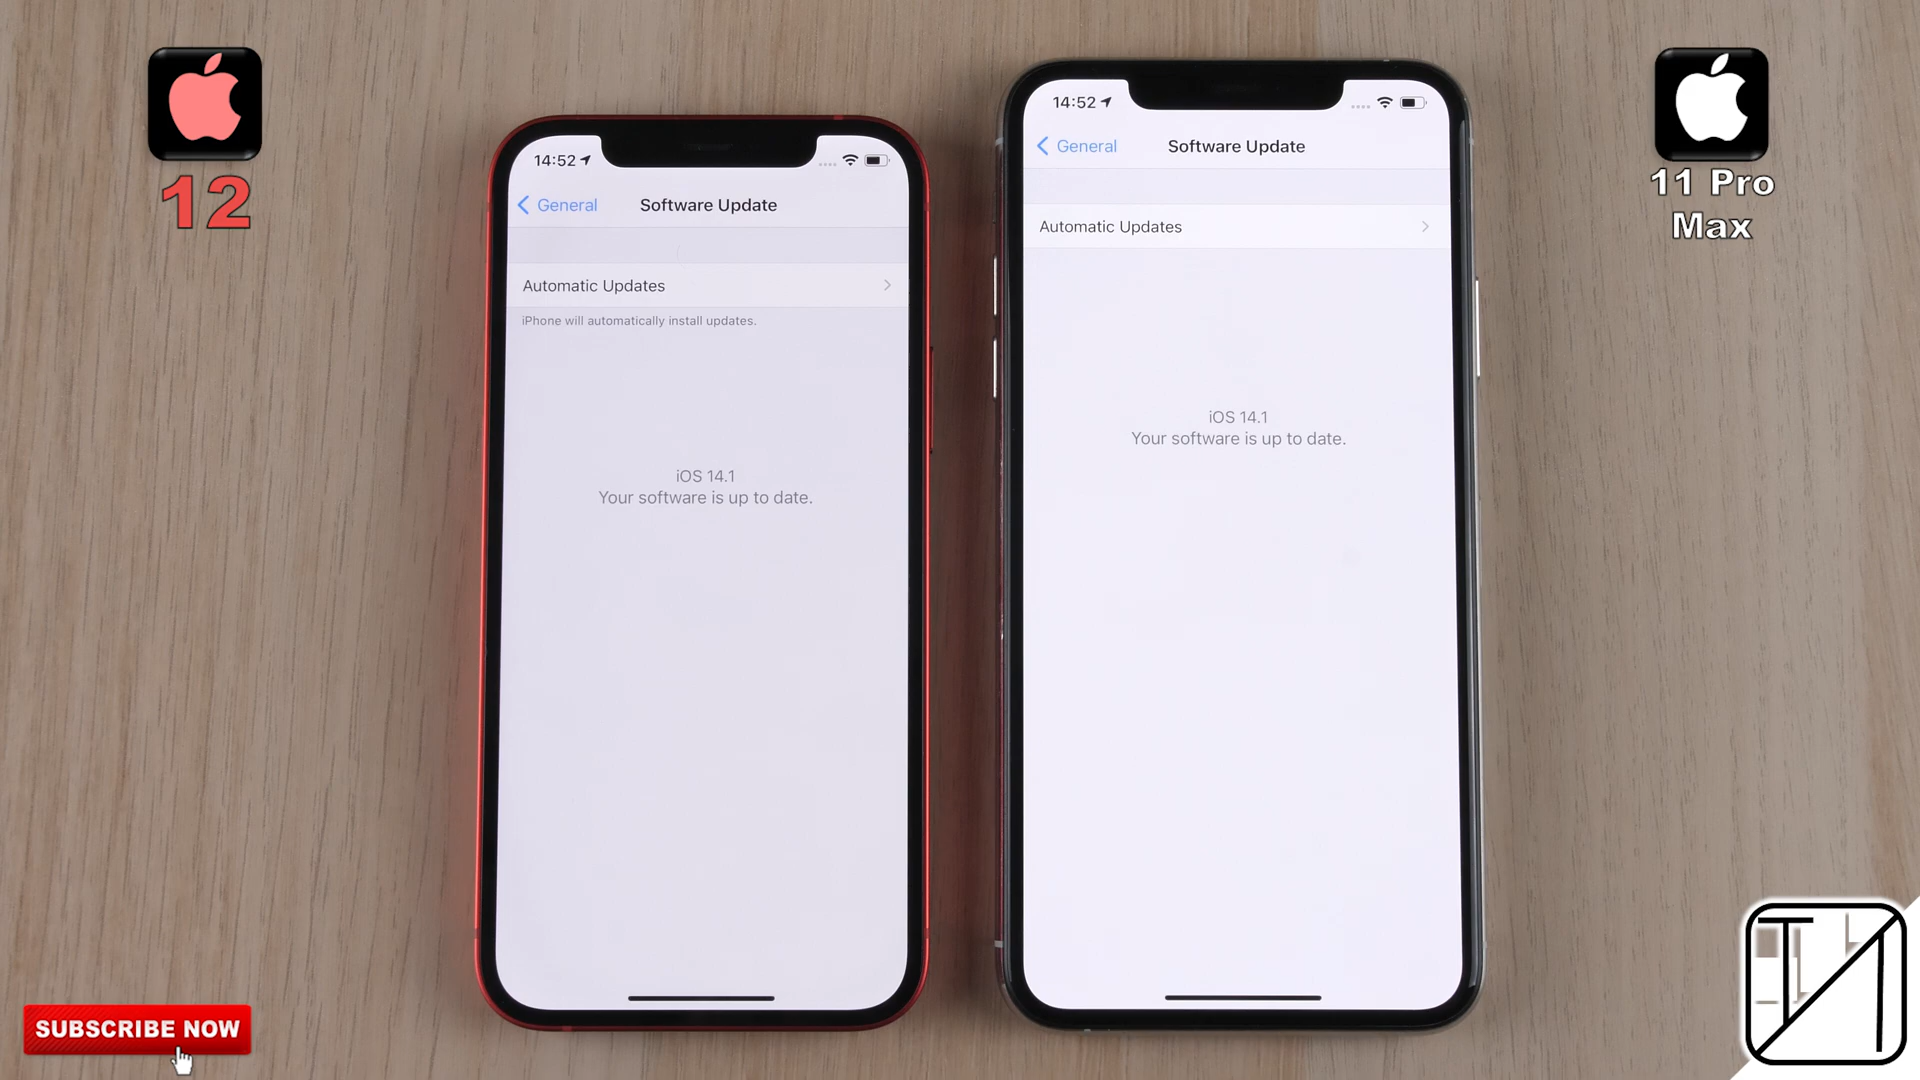 12
11 Pro
Max
14:52
General
Software Update
Automatic Updates
iPhone will automatically install updates.
iOS 14.1
Your software is up to date.
14:52
General
Software Update
Automatic Updates
iOS 14.1
Your software is up to date.
SUBSCRIBE NOW